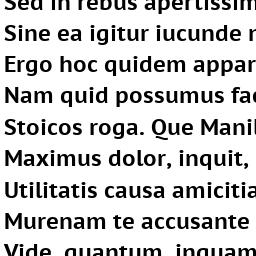 Sed in rebus apertissim
Sine ea igitur iucunde
Ergo hoc quidem appar
Nam quid possumus fac
Stoicos roga. Que Manil
Maximus dolor, inquit,
Utilitatis causa amicitia
Murenam te accusante
Vide, quantum, inquam